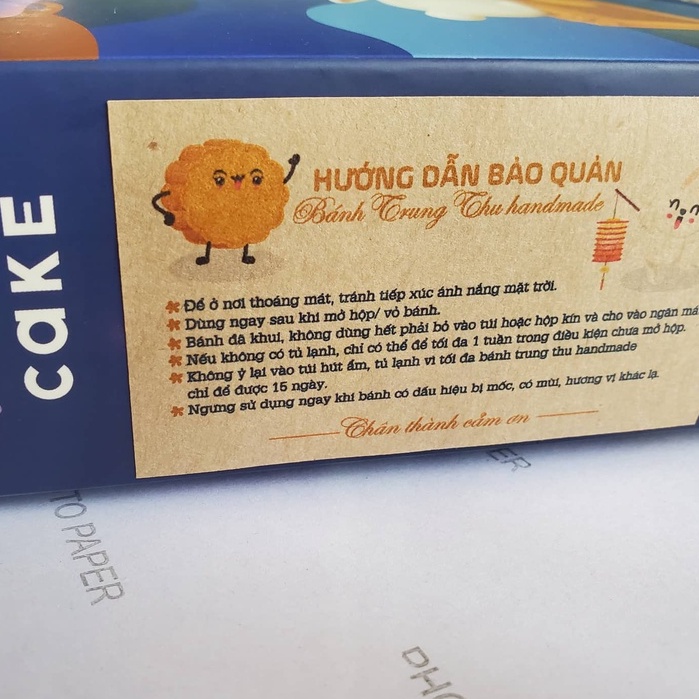 cake
HƯỚNG DẪN BẢO QUẢN
Bánh Trung Thu handmade
Để ở nơi thoáng mát, tránh tiếp xúc ánh nắng mặt trời.
Dùng ngay sau khi mở hộp/ vỏ bánh.
Bánh đã khui, không dùng hết phải bỏ vào túi hoặc hộp kín và cho vào ngăn má
Nếu không có tủ lạnh, chỉ có thể để tối đa 1 tuần trong điều kiện chưa mở hộp.
Không ỷ lại vào túi hút ẩm, tủ lạnh vì tối đa bánh trung thu handmade
chỉ để được 15 ngày.
Ngưng sử dụng ngay khi bánh có dấu hiệu bị mốc, có mùi, hương vị khác lạ.
Chân thành cảm ơn
TO PAPER
ER
PHO